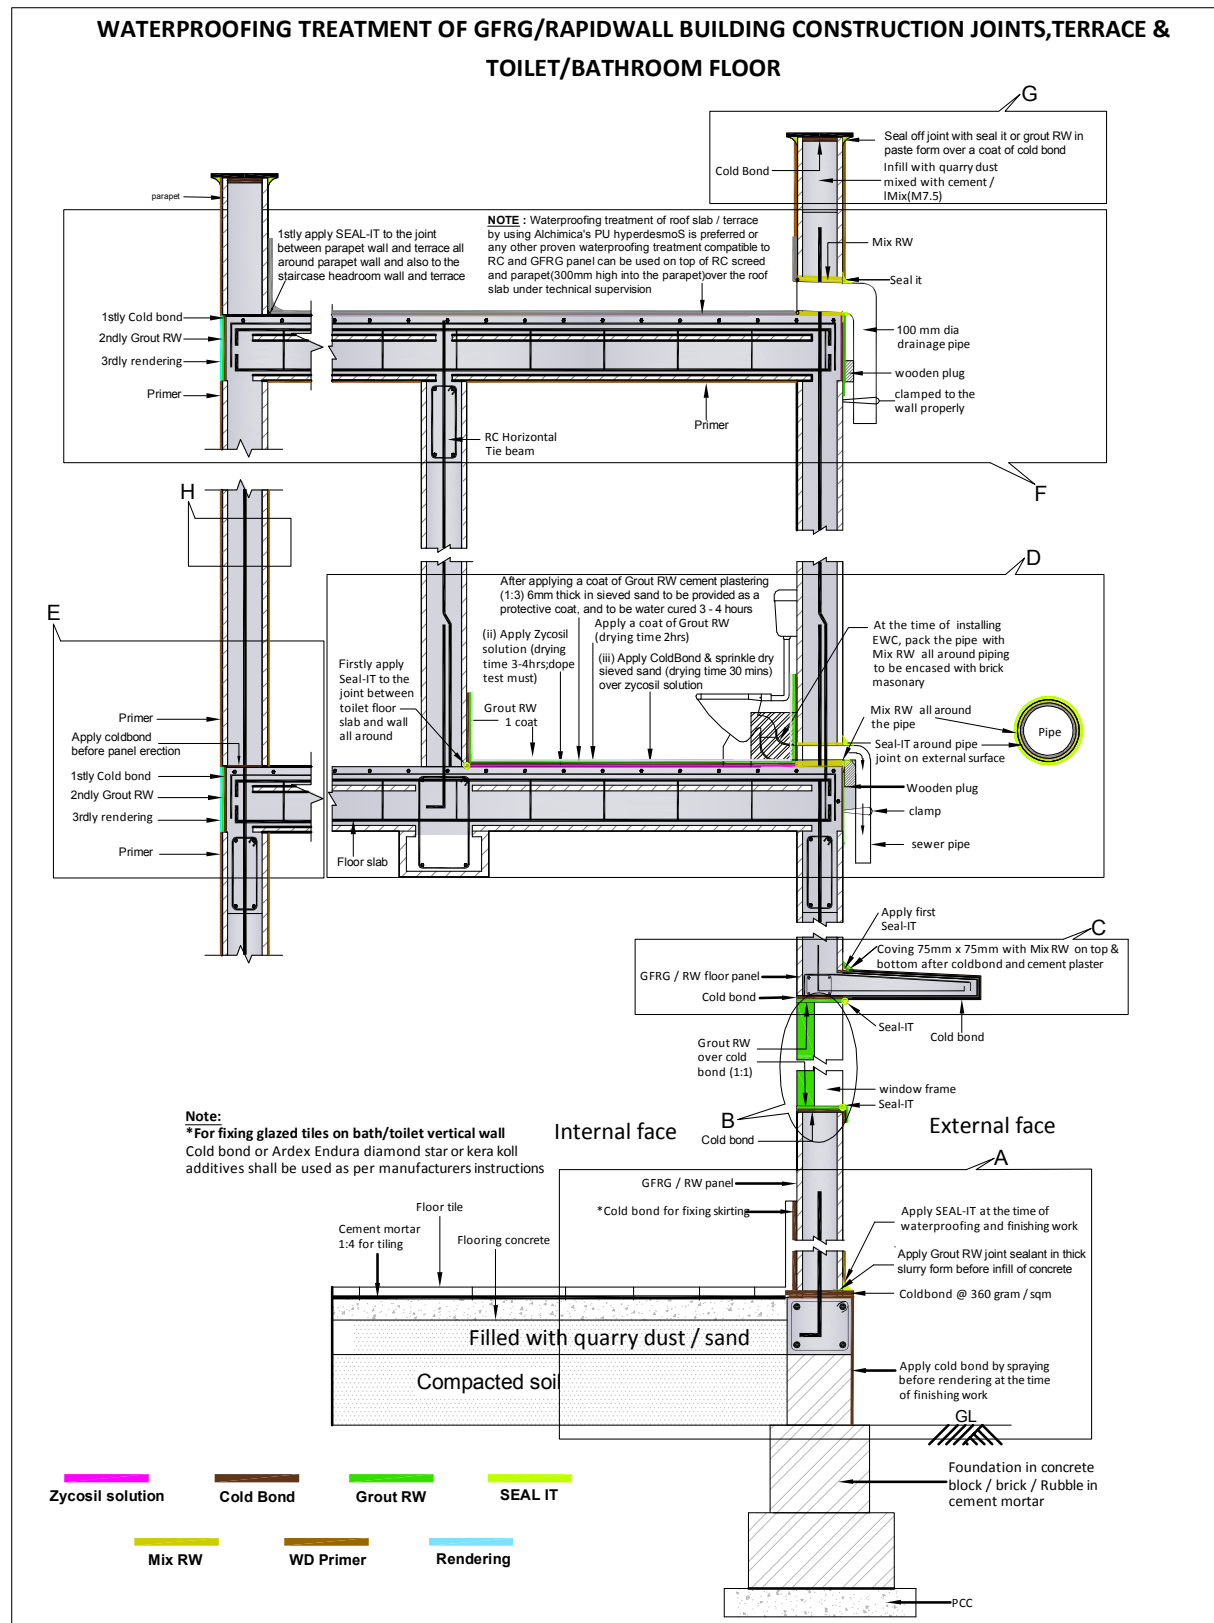 WATERPROOFING TREATMENT OF GFRG/RAPIDWALL BUILDING CONSTRUCTION JOINTS,TERRACE &
TOILET/BATHROOM FLOOR
G
Seal off joint with seal it or grout RW in
paste form over a coat of cold bond
Cold Bond
Infill with quarry dust
mixed with cement /
lMix(M7.5)
parapet
1stly apply SEAL-IT to the joint
between parapet wall and terrace all
around parapet wall and also to the
staircase headroom wall and terrace
NOTE : Waterproofing treatment of roof slab / terrace
by using Alchimica's PU hyperdesmoS is preferred or
any other proven waterproofing treatment compatible to
RC and GFRG panel can be used on top of RC screed
and parapet(300mm high into the parapet)over the roof
slab under technical supervision
Mix RW
Seal it
1stly Cold bond
2ndly Grout RW
3rdly rendering
Primer
100 mm dia
drainage pipe
wooden plug
clamped to the
wall properly
Primer
RC Horizontal
Tie beam
F
H
D
E
After applying a coat of Grout RW cement plastering
(1:3) 6mm thick in sieved sand to be provided as a
protective coat, and to be water cured 3 - 4 hours
Apply a coat of Grout RW
(drying time 2hrs)
(ii) Apply Zycosil
solution (drying
time 3-4hrs;dope
test must)
(iii) Apply ColdBond & sprinkle dry
sieved sand (drying time 30 mins)
over zycosil solution
At the time of installing
EWC, pack the pipe with
Mix RW all around piping
to be encased with brick
masonary
Firstly apply
Seal-IT to the
joint between
toilet floor
slab and wall
all around
Grout RW
1 coat
Mix RW all around
the pipe
Pipe
Seal-IT around pipe
joint on external surface
Primer
Apply coldbond
before panel erection
1stly Cold bond
2ndly Grout RW
3rdly rendering
Primer
Wooden plug
clamp
sewer pipe
Floor slab
Apply first
Seal-IT
C
Coving 75mm x 75mm with Mix RW on top &
bottom after coldbond and cement plaster
GFRG / RW floor panel
Cold bond
Seal-IT
Cold bond
Grout RW
over cold
bond (1:1)
window frame
Seal-IT
B
Cold bond
Note:
*For fixing glazed tiles on bath/toilet vertical wall
Cold bond or Ardex Endura diamond star or kera koll
additives shall be used as per manufacturers instructions
Internal face
External face
A
GFRG / RW panel
*Cold bond for fixing skirting
Apply SEAL-IT at the time of
waterproofing and finishing work
Floor tile
Cement mortar
1:4 for tiling
Flooring concrete
Apply Grout RW joint sealant in thick
slurry form before infill of concrete
Coldbond @ 360 gram / sqm
Filled with quarry dust / sand
Compacted soil
Apply cold bond by spraying
before rendering at the time
of finishing work
GL
Foundation in concrete
block / brick / Rubble in
cement mortar
PCC
Zycosil solution
Cold Bond
Grout RW
SEAL IT
Mix RW
WD Primer
Rendering